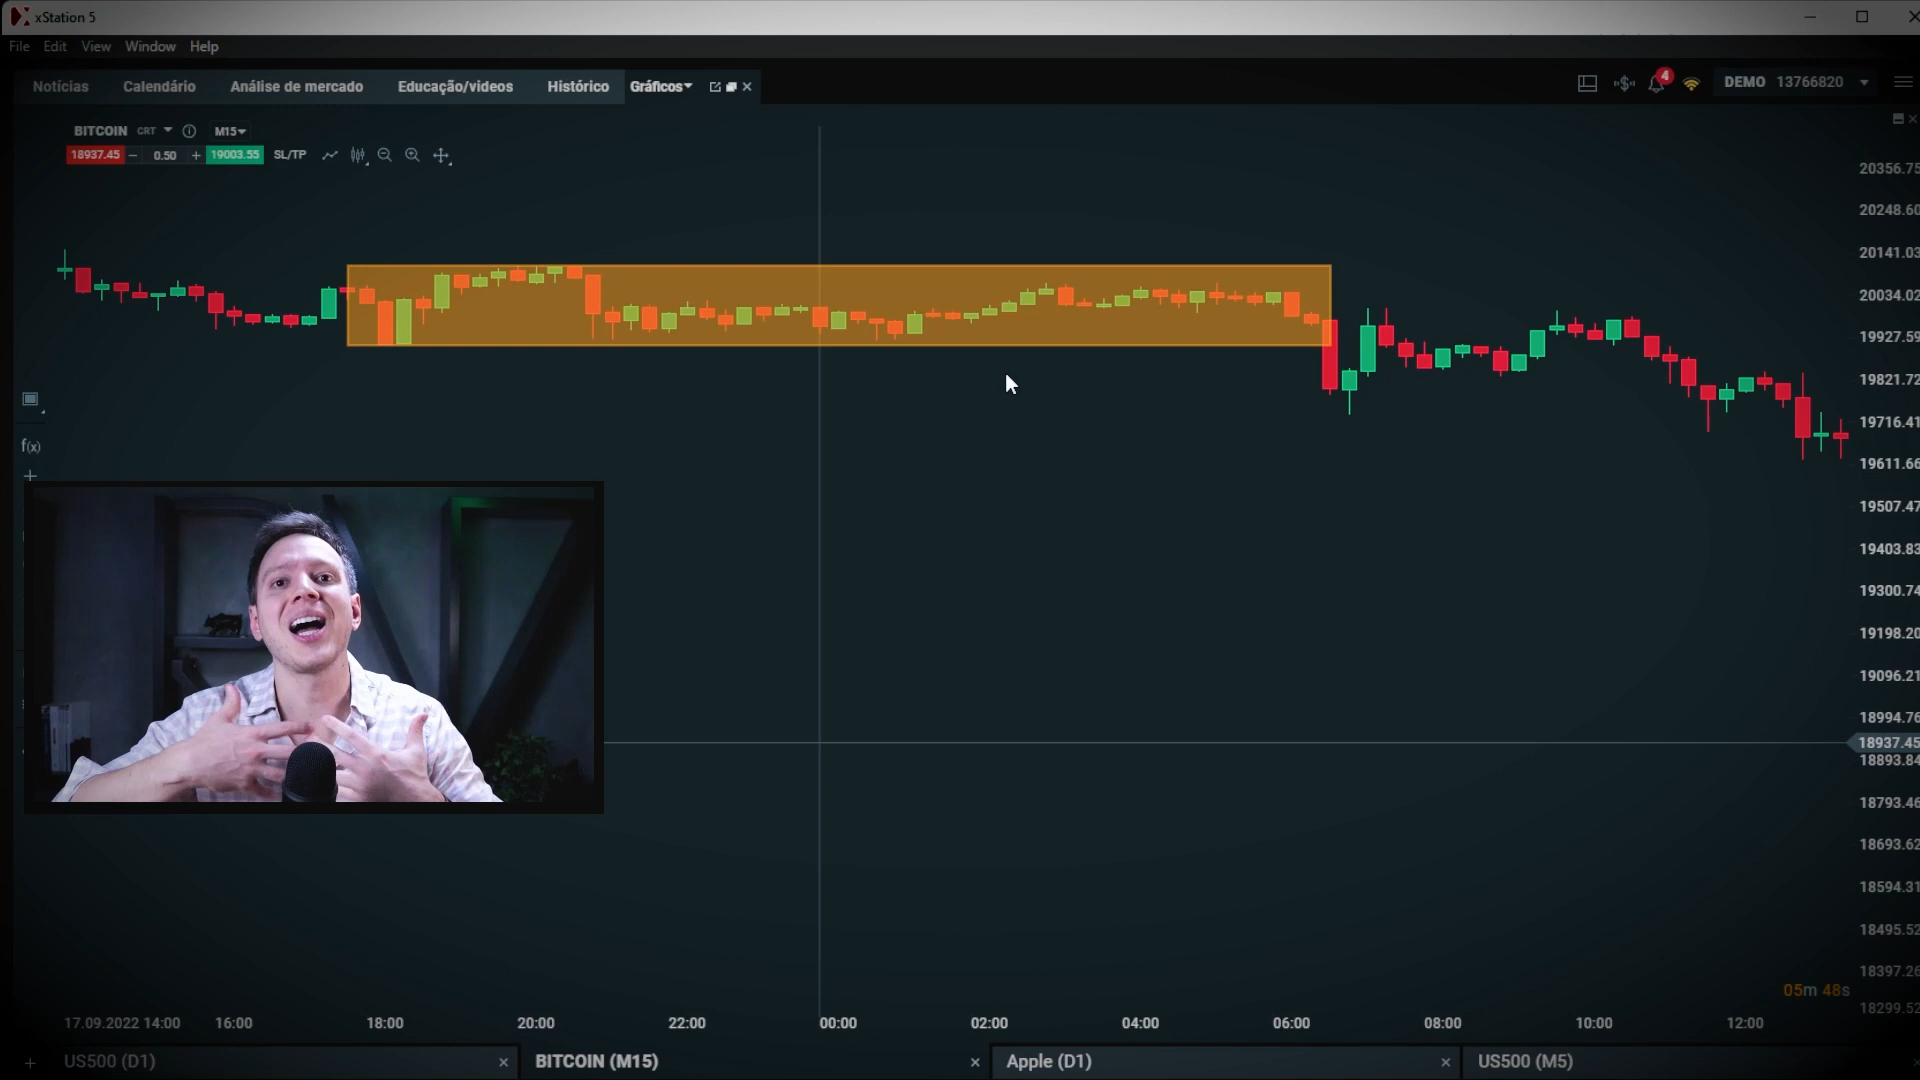 xStation 5
File Edit View Window Help
Notícias Calendário Análise de mercado Educação/videos Histórico Gráficos
4
DEMO 13766820
BITCOIN CRT M15
18937.45 0.50 19003.55 SL/TP
20356.75
20248.60
20141.03
20034.02
19927.59
19821.72
19716.41
19611.66
f(x)
19507.47
19403.83
19300.74
19198.20
19096.21
18994.76
18937.45
18893.84
18793.46
18693.62
18594.31
18495.52
18397.26
05m 48s
18299.52
17.09.2022 14:00 16:00 18:00 20:00 22:00 00:00 02:00 04:00 06:00 08:00 10:00 12:00
US500 (D1) BITCOIN (M15) Apple (D1) US500 (M5)